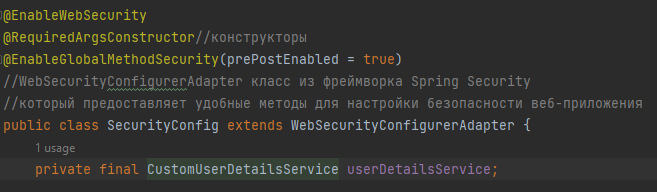 @EnableWebSecurity
@RequiredArgsConstructor//конструкторы
@EnableGlobalMethodSecurity(prePostEnabled = true)
//WebSecurityConfigurerAdapter класс из фреймворка Spring Security
//который предоставляет удобные методы для настройки безопасности веб-приложения
public class SecurityConfig extends WebSecurityConfigurerAdapter {
1 usage
private final CustomUserDetailsService userDetailsService;